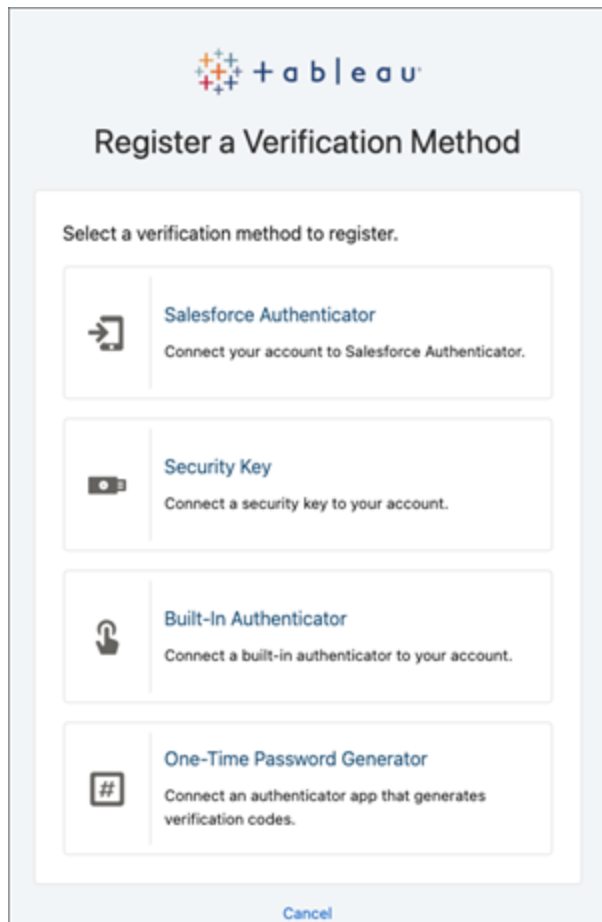 +ableau
Register a Verification Method
Select a verification method to register.
Salesforce Authenticator
Connect your account to Salesforce Authenticator.
Security Key
Connect a security key to your account.
Built-In Authenticator
Connect a built-in authenticator to your account.
One-Time Password Generator
Connect an authenticator app that generates
verification codes.
#
Cancel